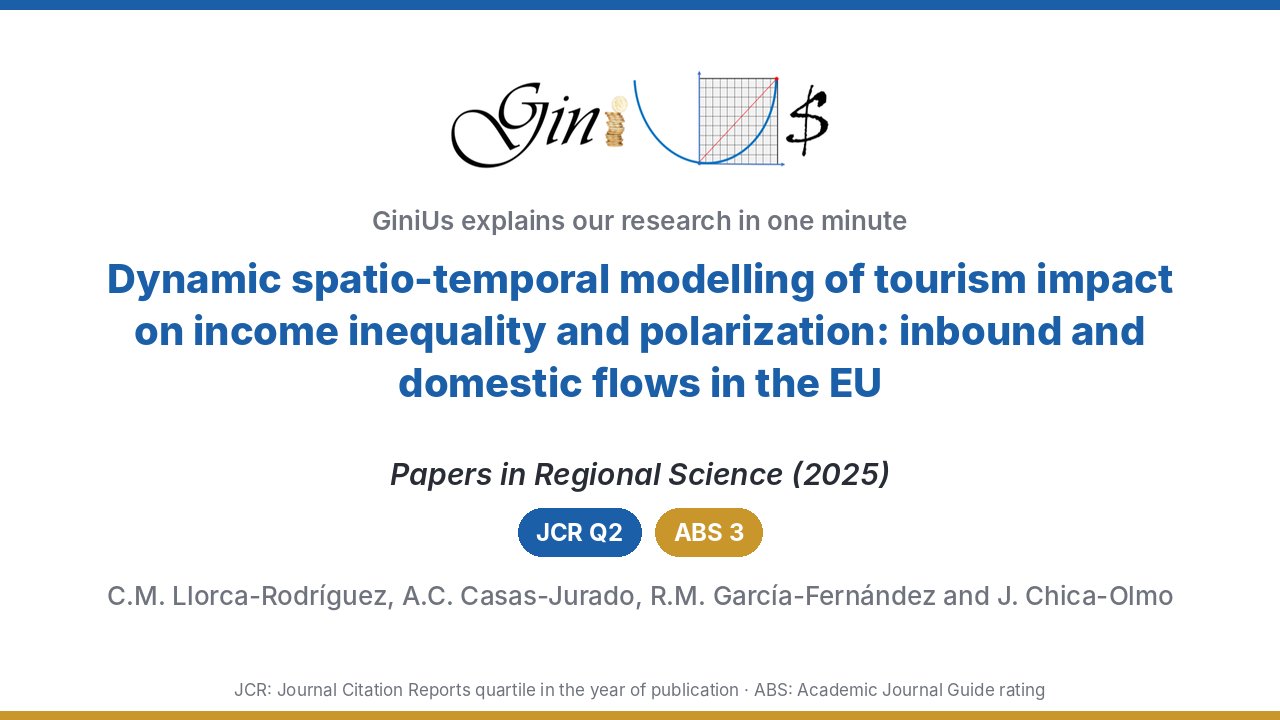 GiniU$
GiniUs explains our research in one minute
Dynamic spatio-temporal modelling of tourism impact
on income inequality and polarization: inbound and
domestic flows in the EU
Papers in Regional Science (2025)
JCR Q2 ABS 3
C.M. Llorca-Rodríguez, A.C. Casas-Jurado, R.M. García-Fernández and J. Chica-Olmo
JCR: Journal Citation Reports quartile in the year of publication · ABS: Academic Journal Guide rating